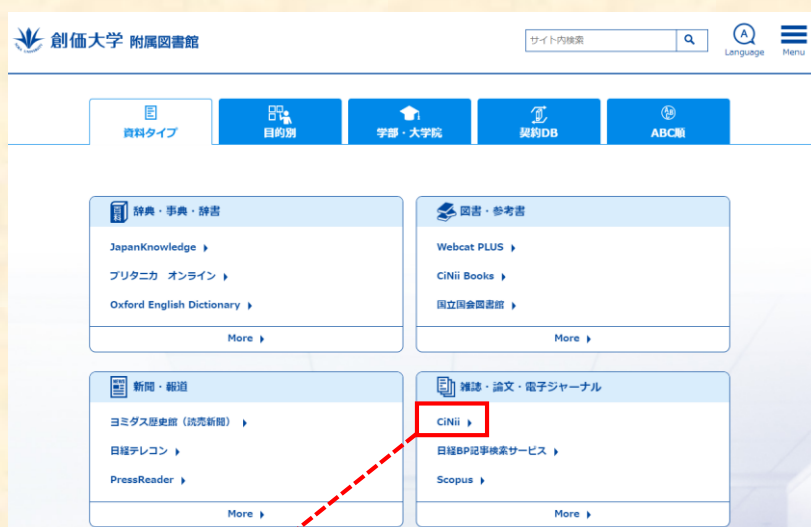 創価大学 附属図書館
サイト内検索
A
Language
Menu
資料タイプ
目的別
学部・大学院
契約DB
ABC順
辞典・事典・辞書
JapanKnowledge
ブリタニカ オンライン
Oxford English Dictionary
More
図書・参考書
Webcat PLUS
CiNii Books
国立国会図書館
More
新聞・報道
ヨミダス歴史館（読売新聞）
日経テレコン
PressReader
More
雑誌・論文・電子ジャーナル
CiNii
日経BP記事検索サービス
Scopus
More